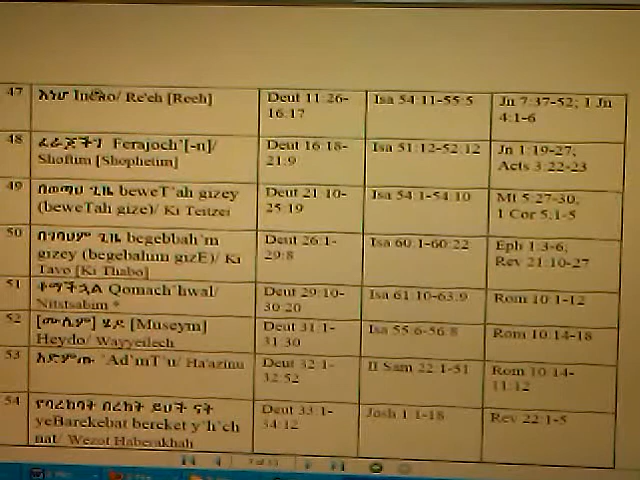 47 Re'eh [Reeh] Deut 11:26- Isa 54:11-55:5 Jn 7:37-52; 1 Jn
16:17 4:1-6
48 ፈራጆችን Ferajoch'[-n]/ Deut 16:18- Isa 51:12-52:12 Jn 1:19-27;
Shoftim [Shophetim] 21:9 Acts 3:22-23
49 በወጣህ ጊዜ beweT'ah gizey Deut 21:10- Isa 54:1-54:10 Mt 5:27-30;
(beweTah gize)/ Ki Teitzei 25:19 1 Cor 5:1-5
50 በገባህም ጊዜ begebbah'm Deut 26:1- Isa 60:1-60:22 Eph 1:3-6;
gizey (begebahim gizE)/ Ki 29:8 Rev 21:10-27
Tavo [Ki Thabo]
51 ቆማችኋል Qomach'hwal/ Deut 29:10- Isa 61:10-63:9 Rom 10:1-12
Nitstsabim * 30:20
52 [ሙሴም] ሄዶ [Museym] Deut 31:1- Isa 55:6-56:8 Rom 10:14-18
Heydo/ Wayyeilech 31:30
53 አድምጡ 'Ad'mT'u/ Ha'azinu Deut 32:1- II Sam 22:1-51 Rom 10:14-
32:52 11:12
54 የባረከባት በረከት ይህች ናት Deut 33:1- Josh 1:1-18 Rev 22:1-5
yeBarekebat bereket y'h'ch 34:12
nat/ Wezot Haberakhah